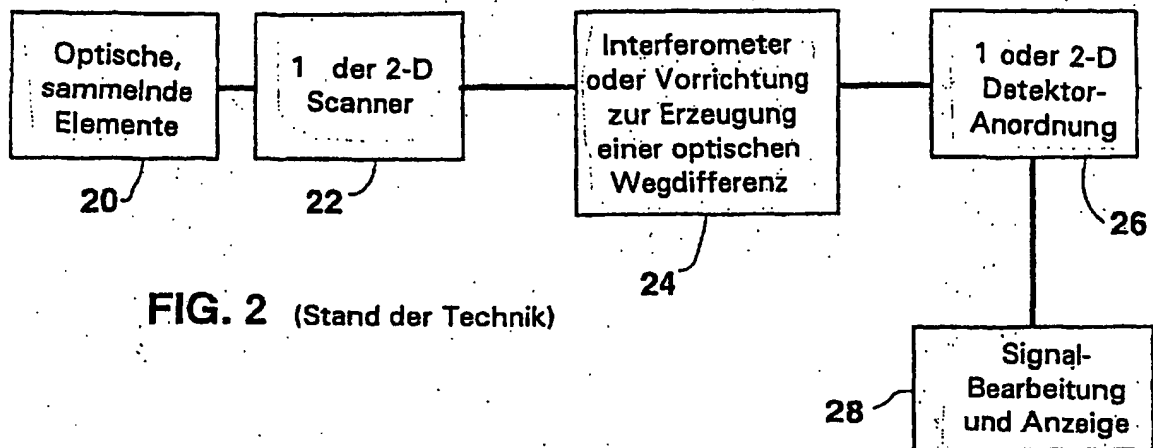 Optische,
sammelnde
Elemente
20
1 der 2-D
Scanner
22
Interferometer
oder Vorrichtung
zur Erzeugung
einer optischen
Wegdifferenz
24
1 oder 2-D
Detektor-
Anordnung
26
Signal-
Bearbeitung
und Anzeige
28
FIG. 2 (Stand der Technik)